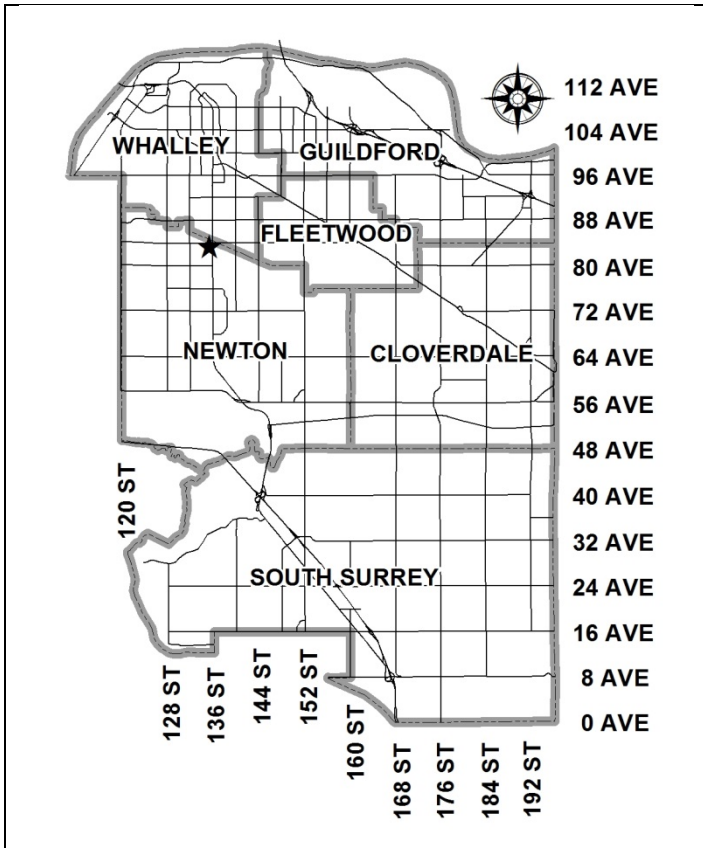 112 AVE
104 AVE
WHALLEY
GUILDFORD
96 AVE
88 AVE
FLEETWOOD
80 AVE
72 AVE
NEWTON
CLOVERDALE
64 AVE
56 AVE
48 AVE
120 ST
40 AVE
32 AVE
SOUTH SURREY
24 AVE
16 AVE
128 ST
136 ST
144 ST
152 ST
160 ST
8 AVE
0 AVE
168 ST
176 ST
184 ST
192 ST